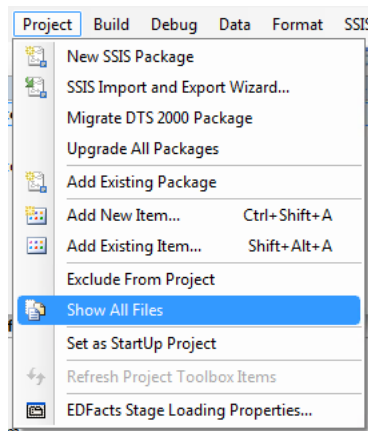 Project Build Debug Data Format SSIS
New SSIS Package
SSIS Import and Export Wizard...
Migrate DTS 2000 Package
Upgrade All Packages
Add Existing Package
Add New Item... Ctrl+Shift+A
Add Existing Item... Shift+Alt+A
Exclude From Project
Show All Files
Set as StartUp Project
Refresh Project Toolbox Items
EDFacts Stage Loading Properties...